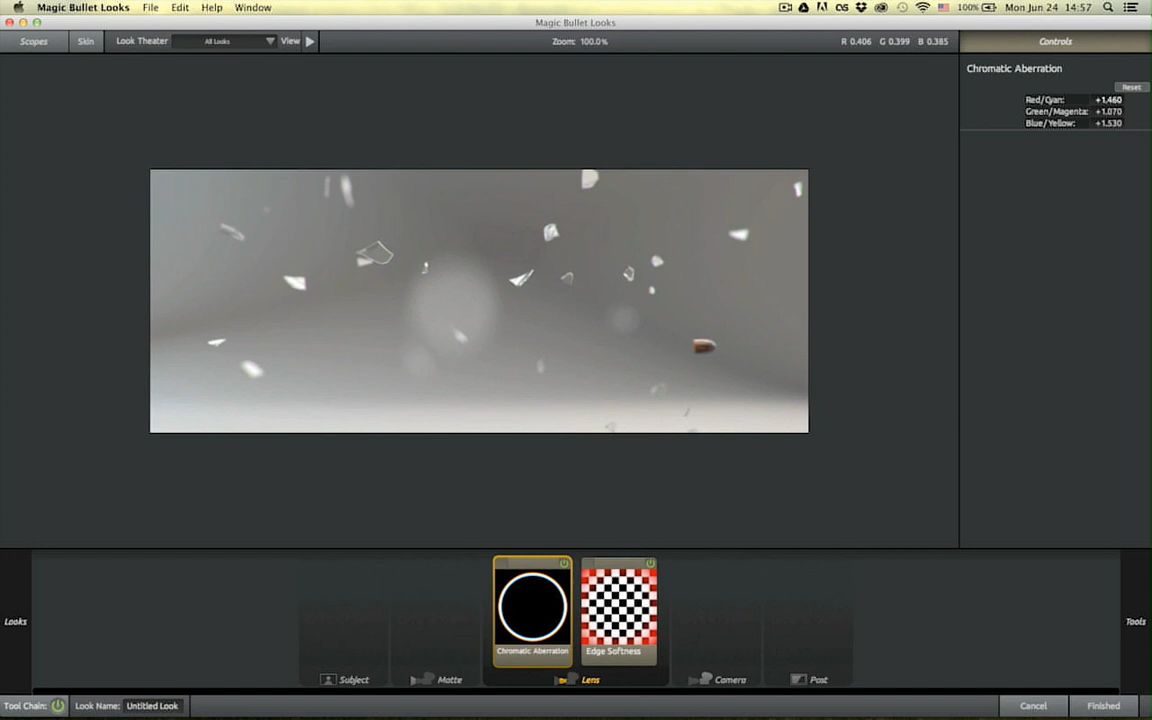 Magic Bullet Looks File Edit Help Window 100% Mon Jun 24 14:57
Magic Bullet Looks
Scopes Skin Look Theater All Looks View Zoom: 100.0% R 0.406 G 0.399 B 0.385 Controls
Chromatic Aberration
Reset
Red/Cyan: +1.460
Green/Magenta: +1.070
Blue/Yellow: +1.530
Looks
Tools
Chromatic Aberration Edge Softness
Subject Matte Lens Camera Post
Tool Chain: Look Name: Untitled Look Cancel Finished